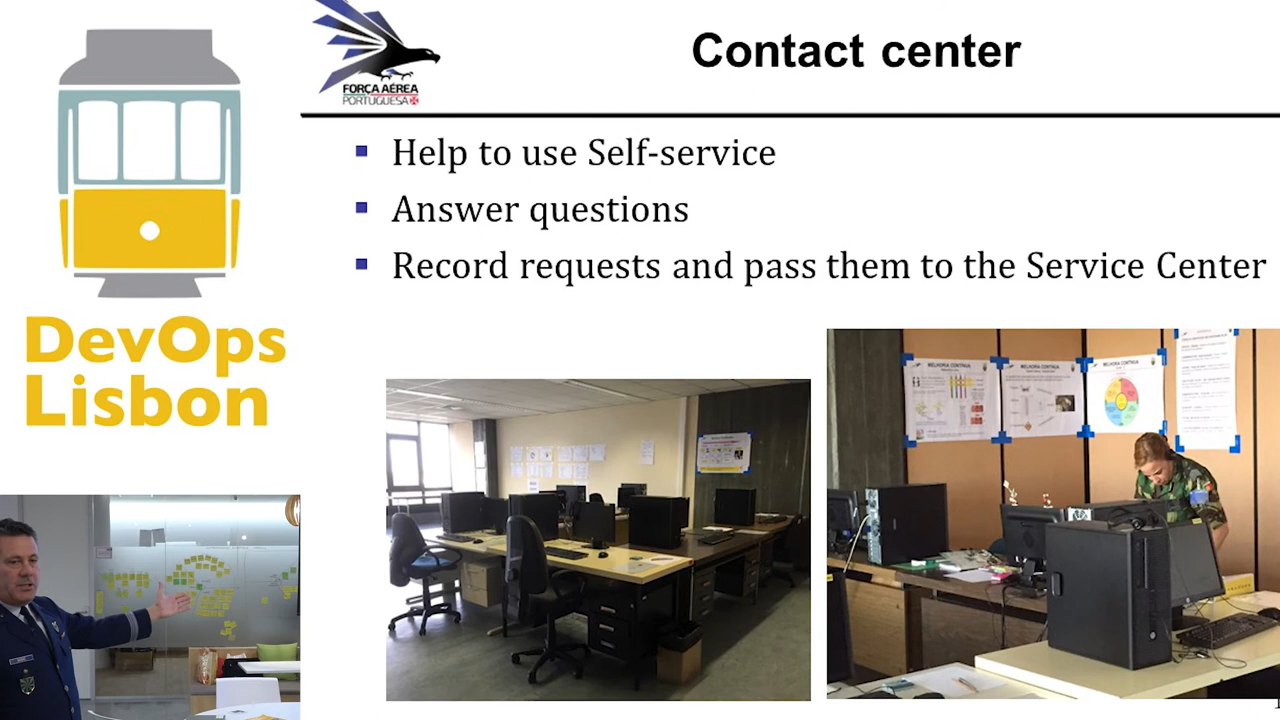 FORÇA AÉREA
PORTUGUESA
Contact center
Help to use Self-service
Answer questions
Record requests and pass them to the Service Center
DevOps
Lisbon
MELHORIA CONTÍNUA
MELHORIA CONTÍNUA
MELHORIA CONTÍNUA